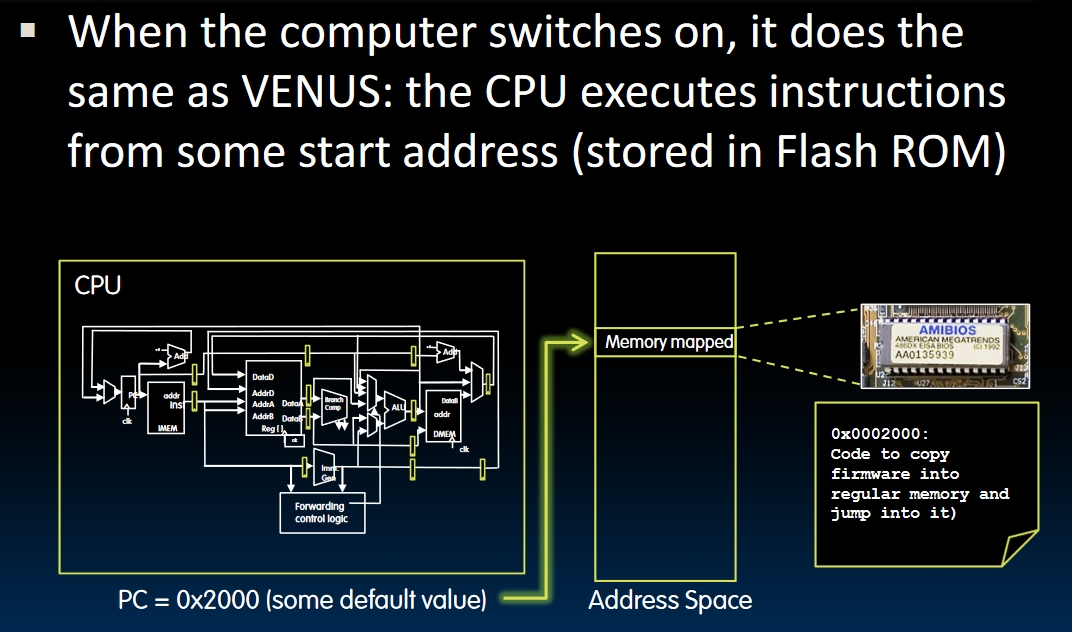 When the computer switches on, it does the
same as VENUS: the CPU executes instructions
from some start address (stored in Flash ROM)
CPU
Add
Add
DataD
AddrD
AddrA
AddrB
DataA
DataB
Reg []
clk
Branch
Comp
ALU
DataB
addr
DMEM
clk
PC
clk
addr
inst
IMEM
Imm.
Gen
Forwarding
control logic
PC = 0x2000 (some default value)
Memory mapped
Address Space
AMIBIOS
AMERICAN MEGATRENDS
486DX EISA BIOS (C) 1992
AA0135939
J12
U27
CS2
0x0002000:
Code to copy
firmware into
regular memory and
jump into it)